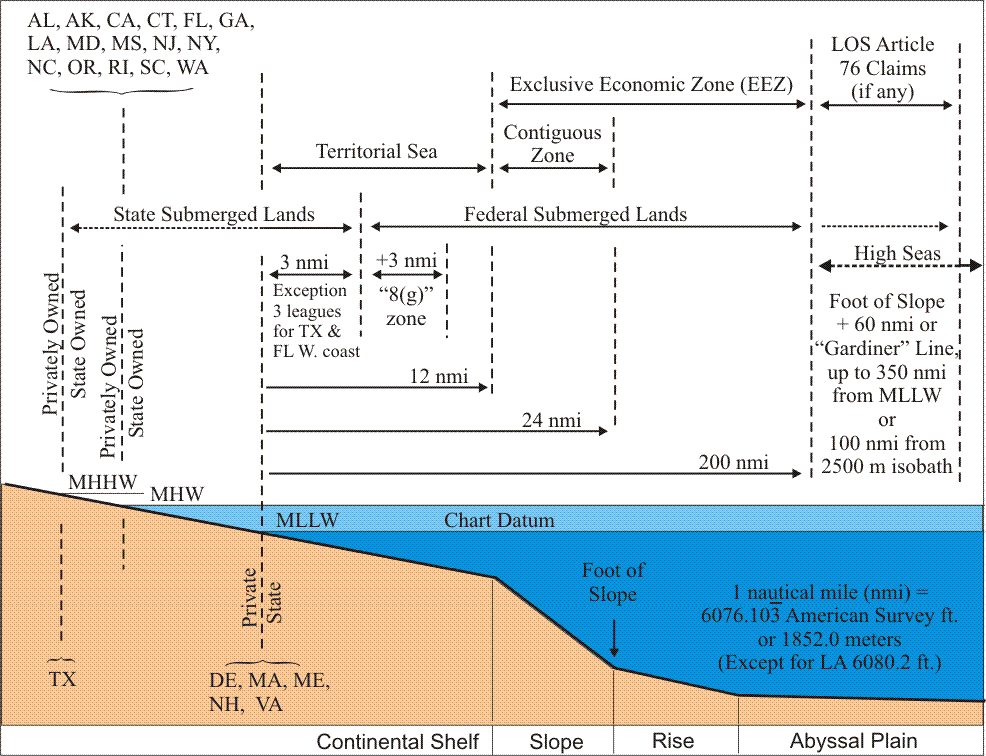 AL, AK, CA, CT, FL, GA,
LA, MD, MS, NJ, NY,
NC, OR, RI, SC, WA
LOS Article
76 Claims
(if any)
Exclusive Economic Zone (EEZ)
Contiguous
Zone
Territorial Sea
State Submerged Lands
Federal Submerged Lands
High Seas
3 nmi
Exception
3 leagues
for TX &
FL W. coast
+3 nmi
“8(g)”
zone
Privately Owned
State Owned
Privately Owned
State Owned
12 nmi
24 nmi
200 nmi
Foot of Slope
+ 60 nmi or
“Gardiner” Line,
up to 350 nmi
from MLLW
or
100 nmi from
2500 m isobath
MHHW
MHW
MLLW
Chart Datum
Private
State
Foot of
Slope
1 nautical mile (nmi) =
6076.103̅ American Survey ft.
or 1852.0 meters
(Except for LA 6080.2 ft.)
TX
DE, MA, ME,
NH, VA
Continental Shelf
Slope
Rise
Abyssal Plain